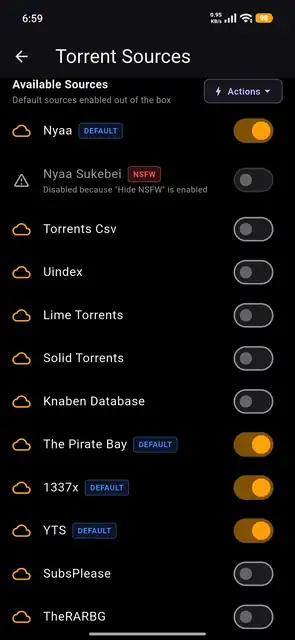 6:59
0.95
KB/s
98
Torrent Sources
Available Sources
Default sources enabled out of the box
Actions
Nyaa DEFAULT
Nyaa Sukebei NSFW
Disabled because "Hide NSFW" is enabled
Torrents Csv
Uindex
Lime Torrents
Solid Torrents
Knaben Database
The Pirate Bay DEFAULT
1337x DEFAULT
YTS DEFAULT
SubsPlease
TheRARBG